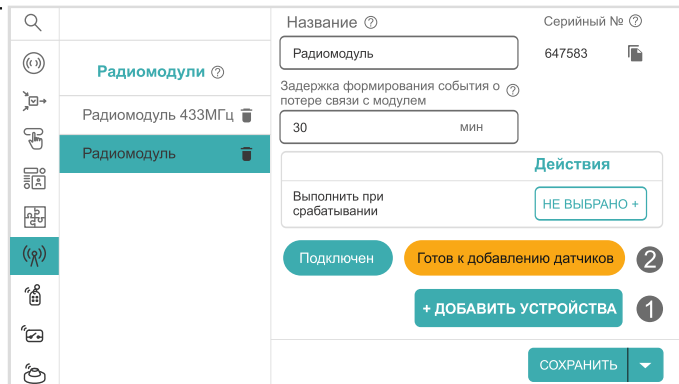 Название ?
Серийный № ?
Радиомодуль
647583
Радиомодули ?
Задержка формирования события о
потере связи с модулем ?
Радиомодуль 433МГц
30 мин
Радиомодуль
Действия
Выполнить при
срабатывании
НЕ ВЫБРАНО +
Подключен
Готов к добавлению датчиков
2
+ ДОБАВИТЬ УСТРОЙСТВА
1
СОХРАНИТЬ